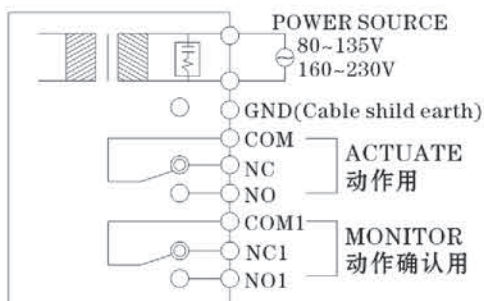 POWER SOURCE
80~135V
160~230V
GND(Cable shild earth)
COM
NC
NO
ACTUATE
动作用
COM1
NC1
NO1
MONITOR
动作确认用